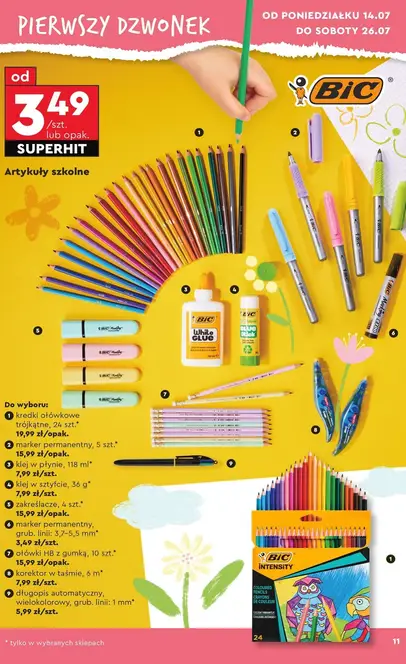 PIERWSZY DZWONEK
OD PONIEDZIAŁKU 14.07
DO SOBOTY 26.07
od
3 49
/szt.
lub opak.
SUPERHIT
Artykuły szkolne
BIC
1
2
3
4
5
6
7
8
9
BIC
White
GLUE
BIC
GLUE
Stick
BIC
Do wyboru:
1 kredki ołówkowe
trójkątne, 24 szt.*
19,99 zł/opak.
2 marker permanentny, 5 szt.*
15,99 zł/opak.
3 klej w płynie, 118 ml*
7,99 zł/szt.
4 klej w sztyfcie, 36 g*
7,99 zł/szt.
5 zakreślacze, 4 szt.*
15,99 zł/opak.
6 marker permanentny,
grub. linii: 3,7–5,5 mm*
3,49 zł/szt.
7 ołówki HB z gumką, 10 szt.*
15,99 zł/opak.
8 korektor w taśmie, 6 m*
7,99 zł/szt.
9 długopis automatyczny,
wielokolorowy, grub. linii: 1 mm*
5,99 zł/szt.
BIC
INTENSITY
COLOURED
PENCILS
24
1
* tylko w wybranych sklepach
11